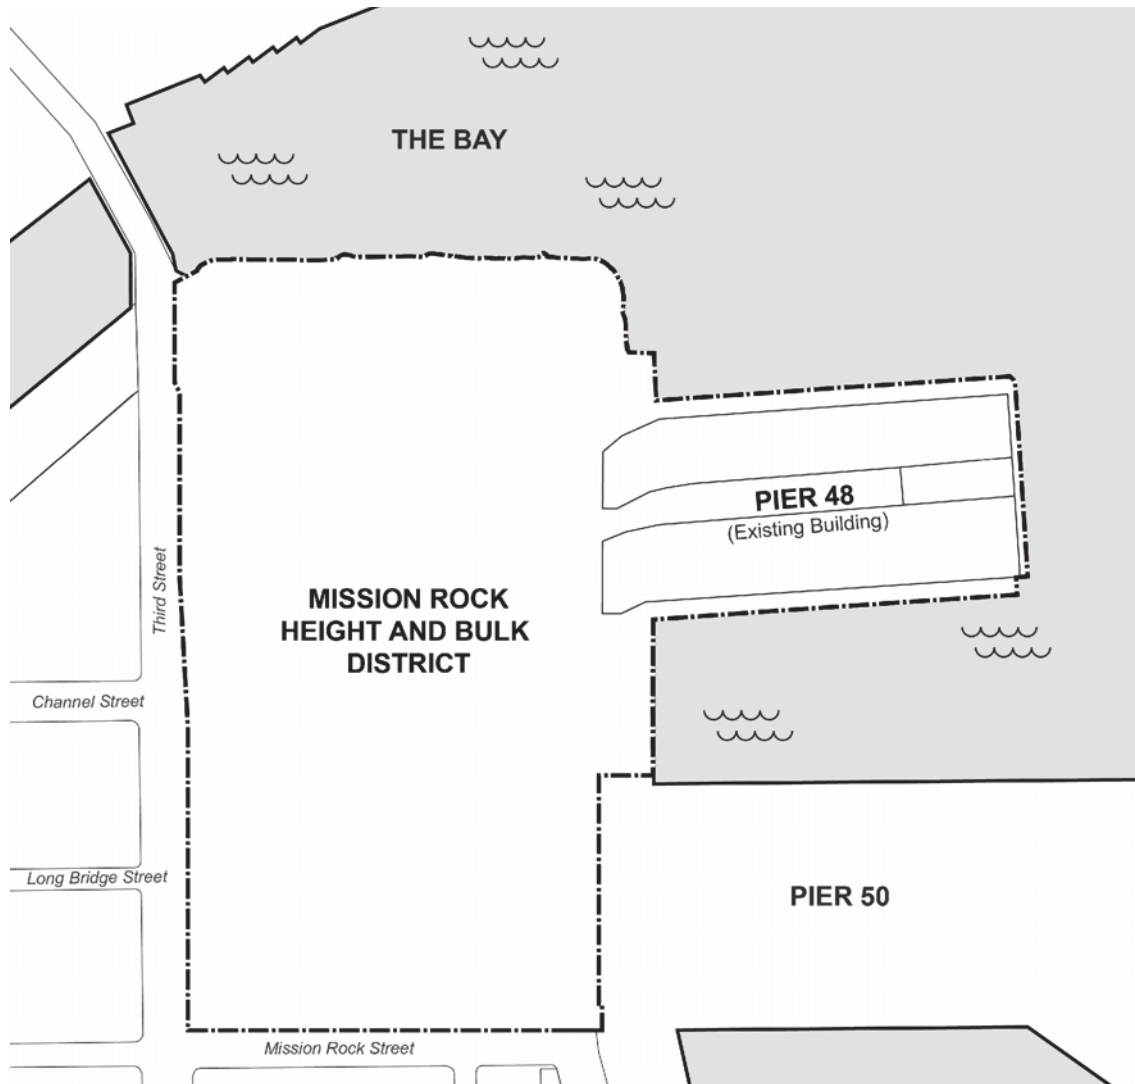 THE BAY
PIER 48
(Existing Building)
Third Street
MISSION ROCK
HEIGHT AND BULK
DISTRICT
Channel Street
Long Bridge Street
PIER 50
Mission Rock Street